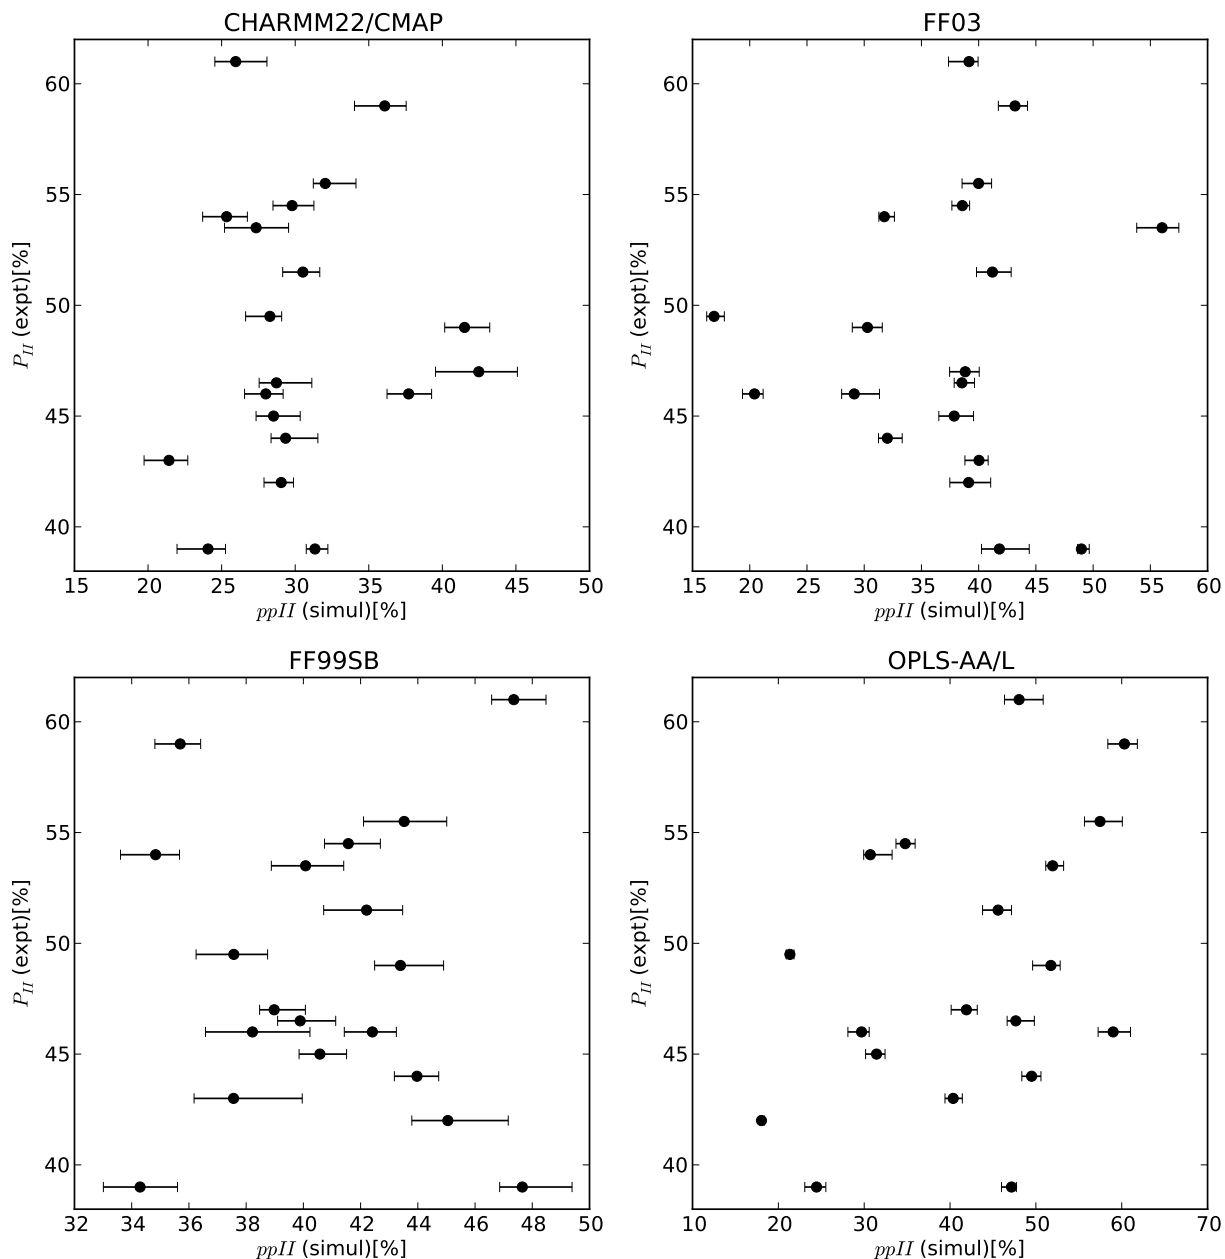 CHARMM22/CMAP
60
55
50
45
40
P_II (expt)[%]
15 20 25 30 35 40 45 50
ppII (simul)[%]
FF03
60
55
50
45
40
P_II (expt)[%]
15 20 25 30 35 40 45 50 55 60
ppII (simul)[%]
FF99SB
60
55
50
45
40
P_II (expt)[%]
32 34 36 38 40 42 44 46 48 50
ppII (simul)[%]
OPLS-AA/L
60
55
50
45
40
P_II (expt)[%]
10 20 30 40 50 60 70
ppII (simul)[%]